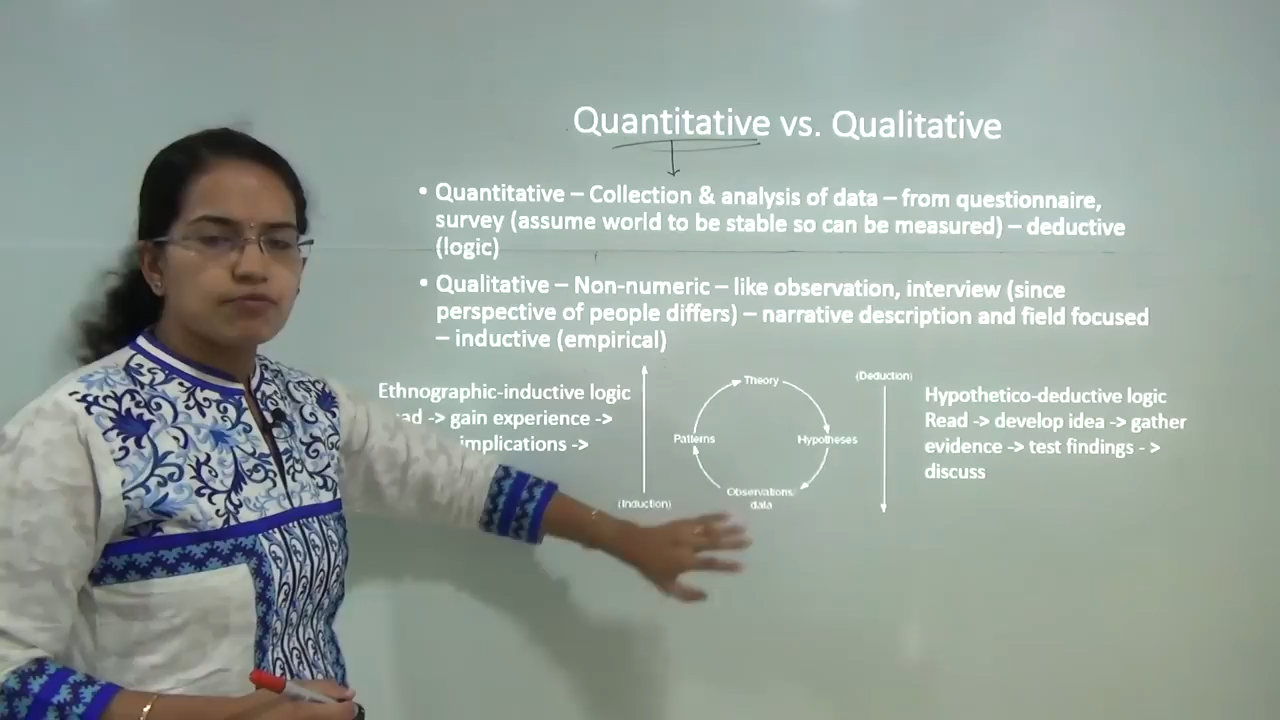 Quantitative vs. Qualitative
• Quantitative – Collection & analysis of data – from questionnaire,
survey (assume world to be stable so can be measured) – deductive
(logic)
• Qualitative – Non-numeric – like observation, interview (since
perspective of people differs) – narrative description and field focused
– inductive (empirical)
Ethnographic-inductive logic
-> gain experience ->
implications ->
(Induction)
Theory
Hypotheses
Observations/
data
Patterns
(Deduction)
Hypothetico-deductive logic
Read -> develop idea -> gather
evidence -> test findings - >
discuss